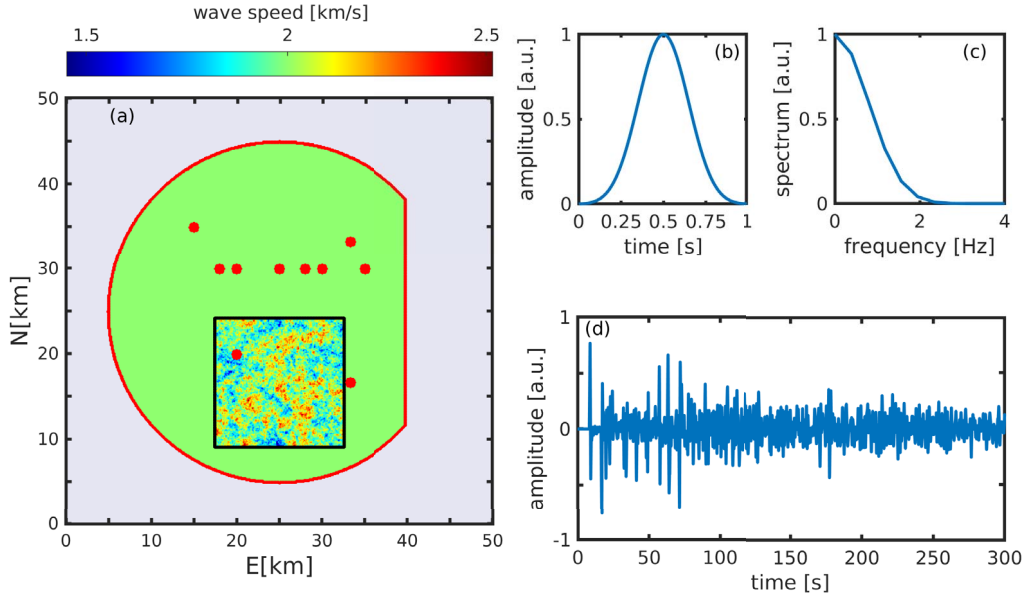 wave speed [km/s]
1.5 2 2.5
(a)
50
40
30
20
10
0
N[km]
0 10 20 30 40 50
E[km]
(b)
1
0.5
0
amplitude [a.u.]
0 0.25 0.5 0.75 1
time [s]
(c)
1
0.5
0
spectrum [a.u.]
0 2 4
frequency [Hz]
(d)
1
0
-1
amplitude [a.u.]
0 50 100 150 200 250 300
time [s]